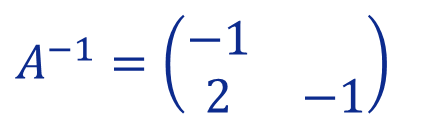 A⁻¹ = (−1
2 −1)